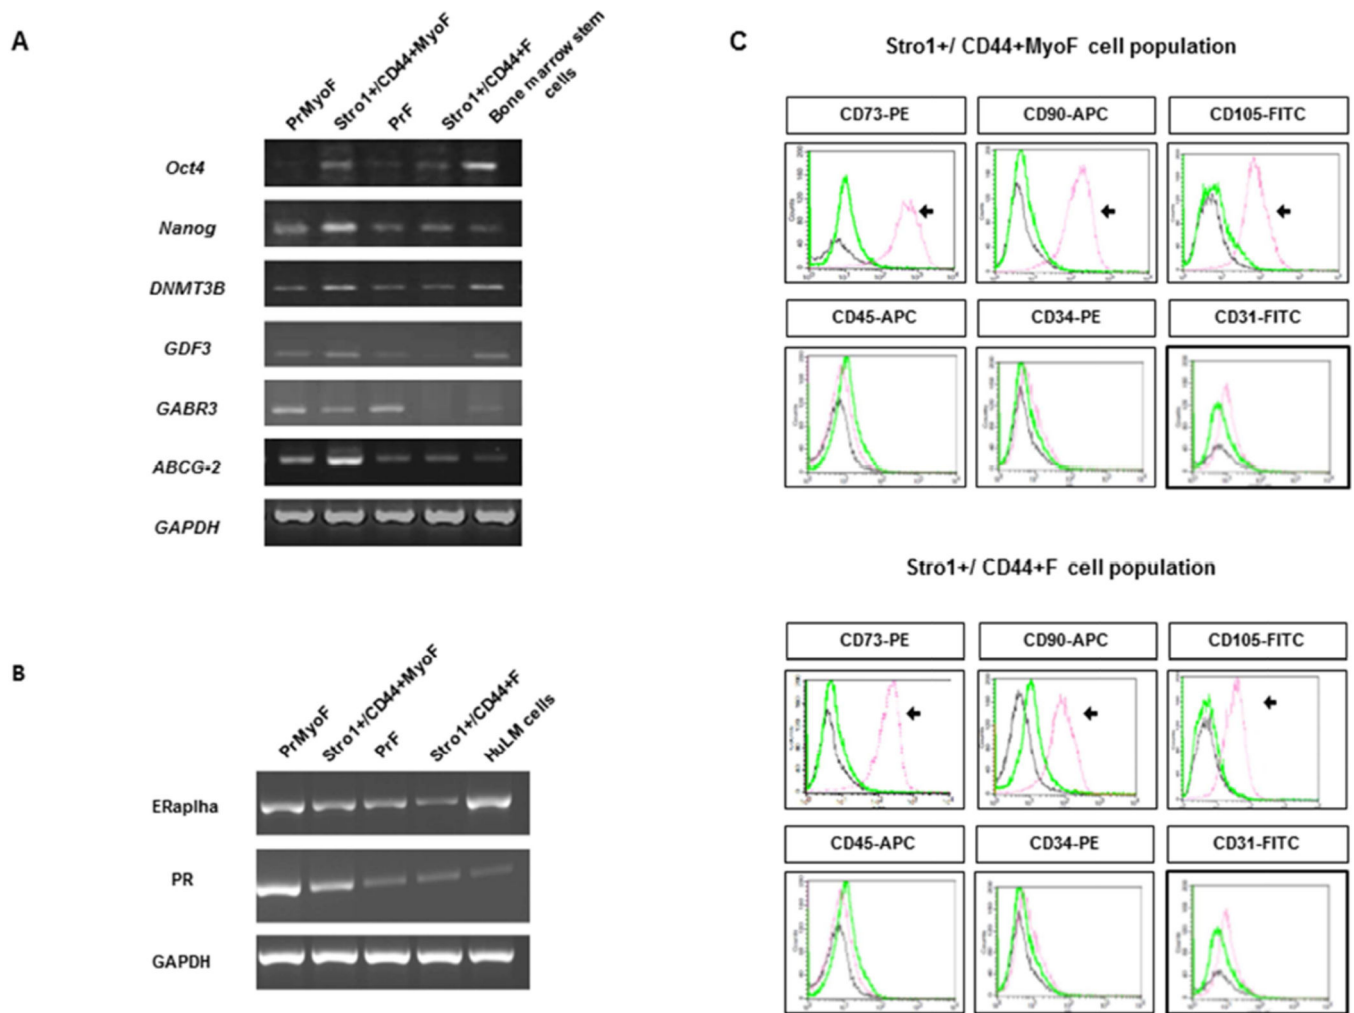 A
PrMyoF
Stro1+/CD44+MyoF
PrF
Stro1+/CD44+F
Bone marrow stem
cells
Oct4
Nanog
DNMT3B
GDF3
GABR3
ABCG-2
GAPDH
B
PrMyoF
Stro1+/CD44+MyoF
PrF
Stro1+/CD44+F
HuLM cells
ERaplha
PR
GAPDH
C
Stro1+/ CD44+MyoF cell population
CD73-PE
CD90-APC
CD105-FITC
CD45-APC
CD34-PE
CD31-FITC
Stro1+/ CD44+F cell population
CD73-PE
CD90-APC
CD105-FITC
CD45-APC
CD34-PE
CD31-FITC